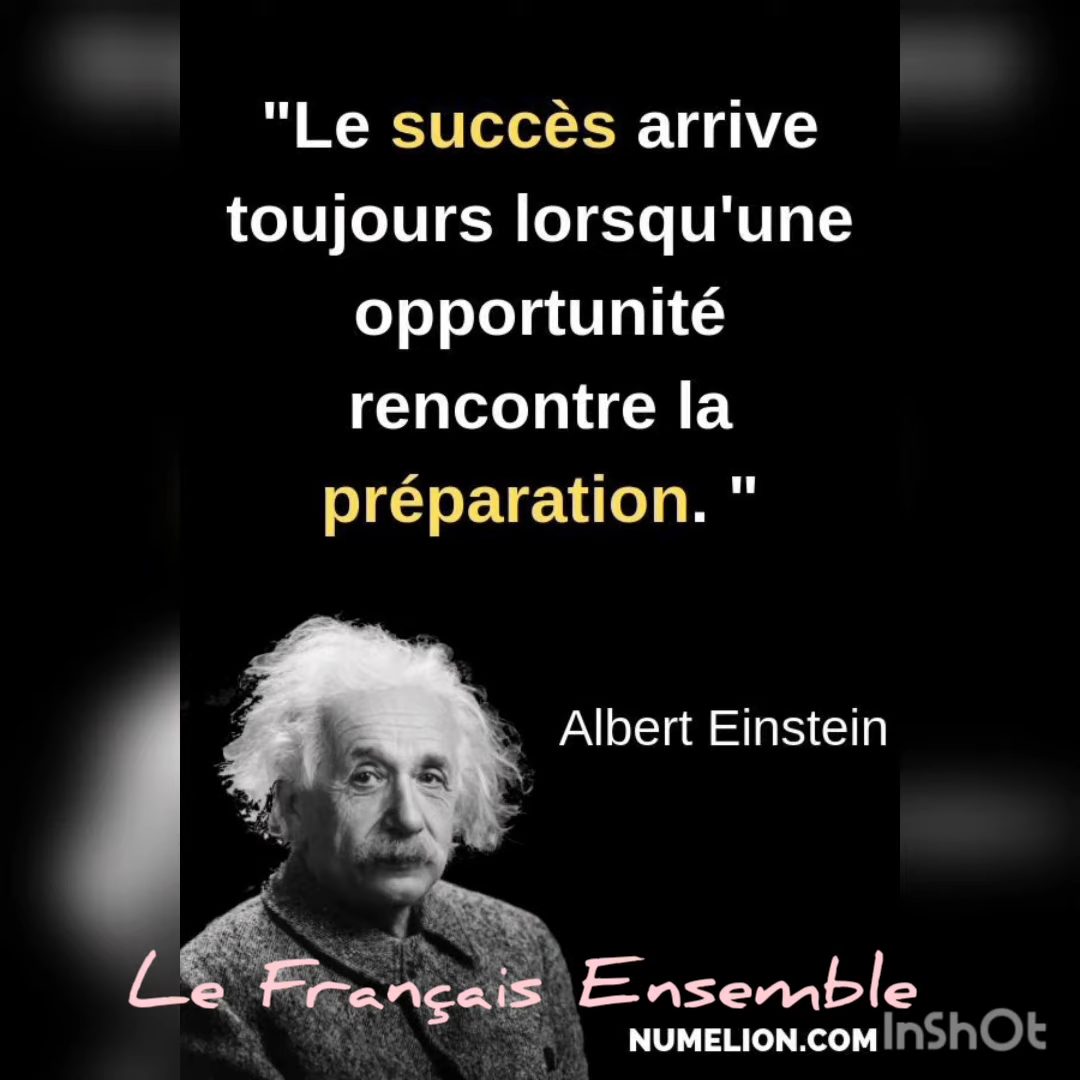 "Le succès arrive
toujours lorsqu'une
opportunité
rencontre la
préparation. "
Albert Einstein
Le Français Ensemble
NUMELION.COM
InShOt